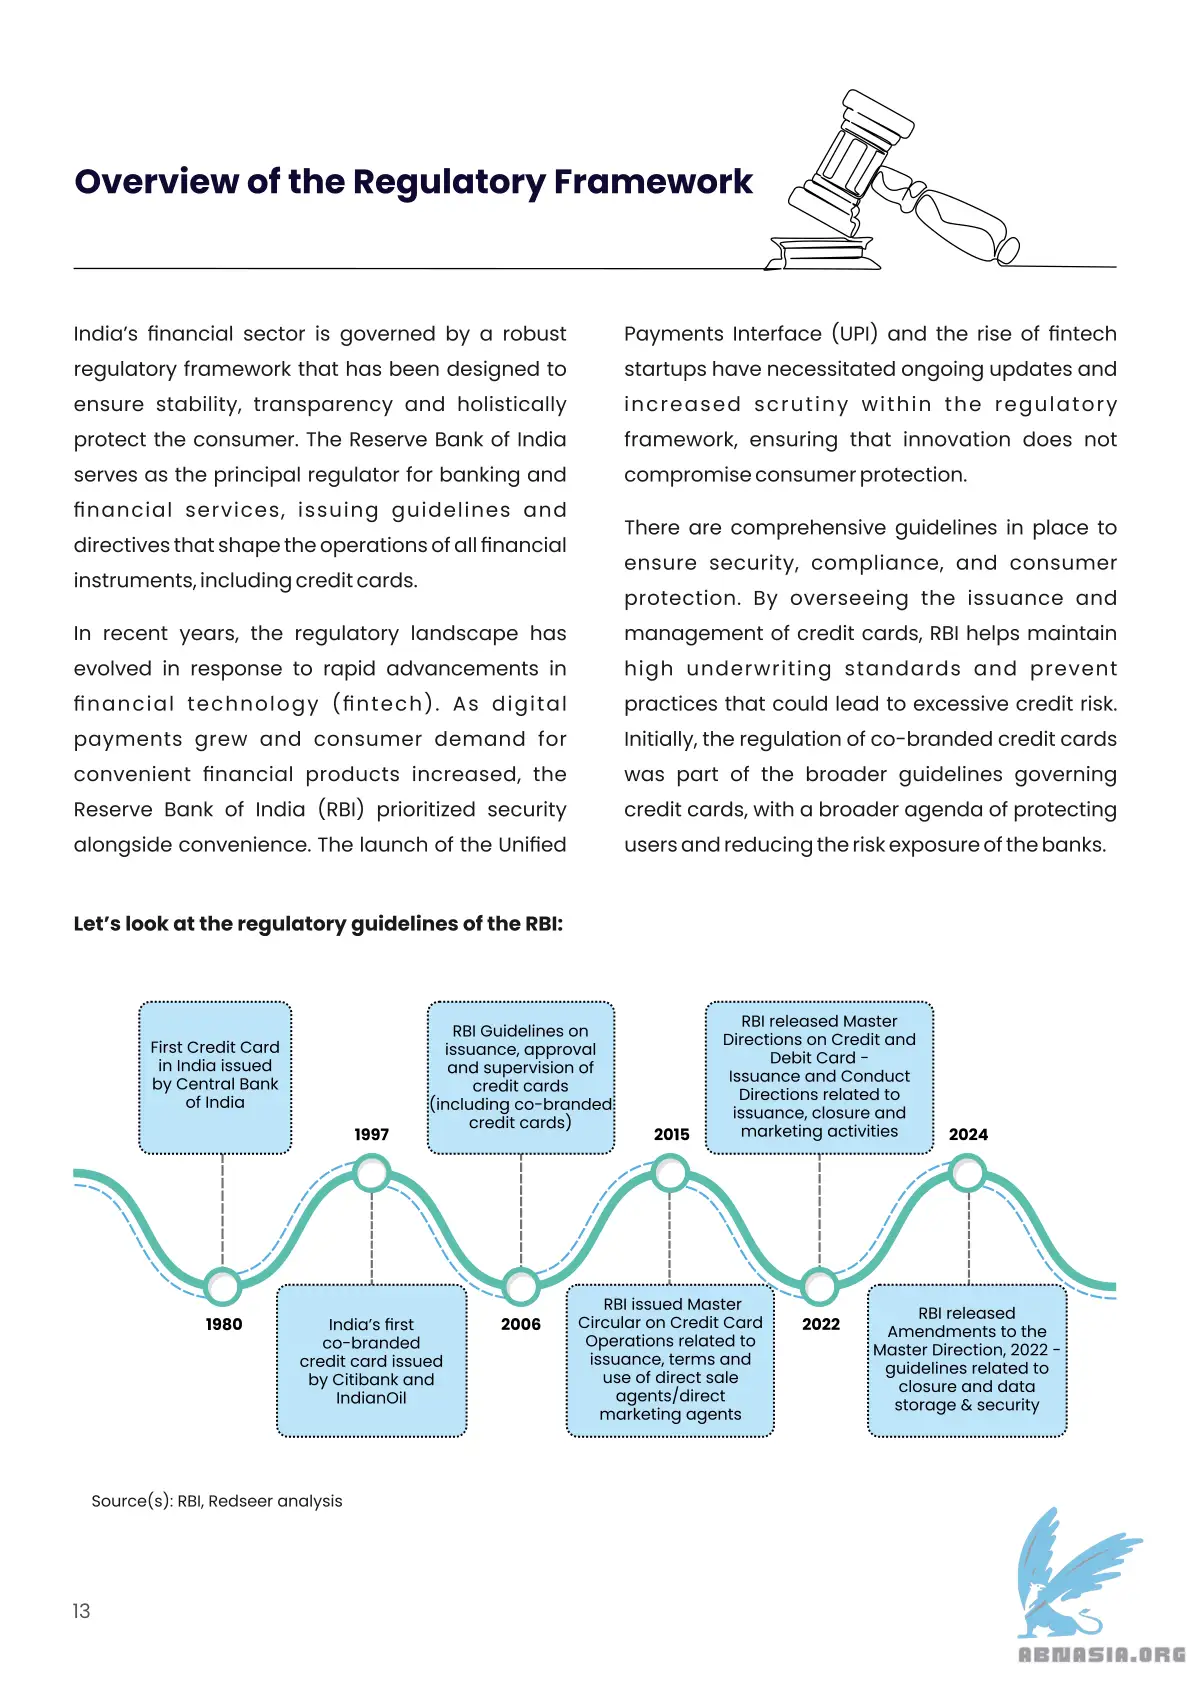 Overview of the Regulatory Framework
India's financial sector is governed by a robust
regulatory framework that has been designed to
ensure stability, transparency and holistically
protect the consumer. The Reserve Bank of India
serves as the principal regulator for banking and
financial services, issuing guidelines and
directives that shape the operations of all financial
instruments, including credit cards.
In recent years, the regulatory landscape has
evolved in response to rapid advancements in
financial technology (fintech). As digital
payments grew and consumer demand for
convenient financial products increased, the
Reserve Bank of India (RBI) prioritized security
alongside convenience. The launch of the Unified
Payments Interface (UPI) and the rise of fintech
startups have necessitated ongoing updates and
increased scrutiny within the regulatory
framework, ensuring that innovation does not
compromise consumer protection.
There are comprehensive guidelines in place to
ensure security, compliance, and consumer
protection. By overseeing the issuance and
management of credit cards, RBI helps maintain
high underwriting standards and prevent
practices that could lead to excessive credit risk.
Initially, the regulation of co-branded credit cards
was part of the broader guidelines governing
credit cards, with a broader agenda of protecting
users and reducing the risk exposure of the banks.
Let's look at the regulatory guidelines of the RBI:
First Credit Card
in India issued
by Central Bank
of India
1980
1997
India's first
co-branded
credit card issued
by Citibank and
IndianOil
RBI Guidelines on
issuance, approval
and supervision of
credit cards
(including co-branded
credit cards)
2006
2015
RBI issued Master
Circular on Credit Card
Operations related to
issuance, terms and
use of direct sale
agents/direct
marketing agents
RBI released Master
Directions on Credit and
Debit Card -
Issuance and Conduct
Directions related to
issuance, closure and
marketing activities
2022
2024
RBI released
Amendments to the
Master Direction, 2022 -
guidelines related to
closure and data
storage & security
Source(s): RBI, Redseer analysis
13
ABNASIA.ORG